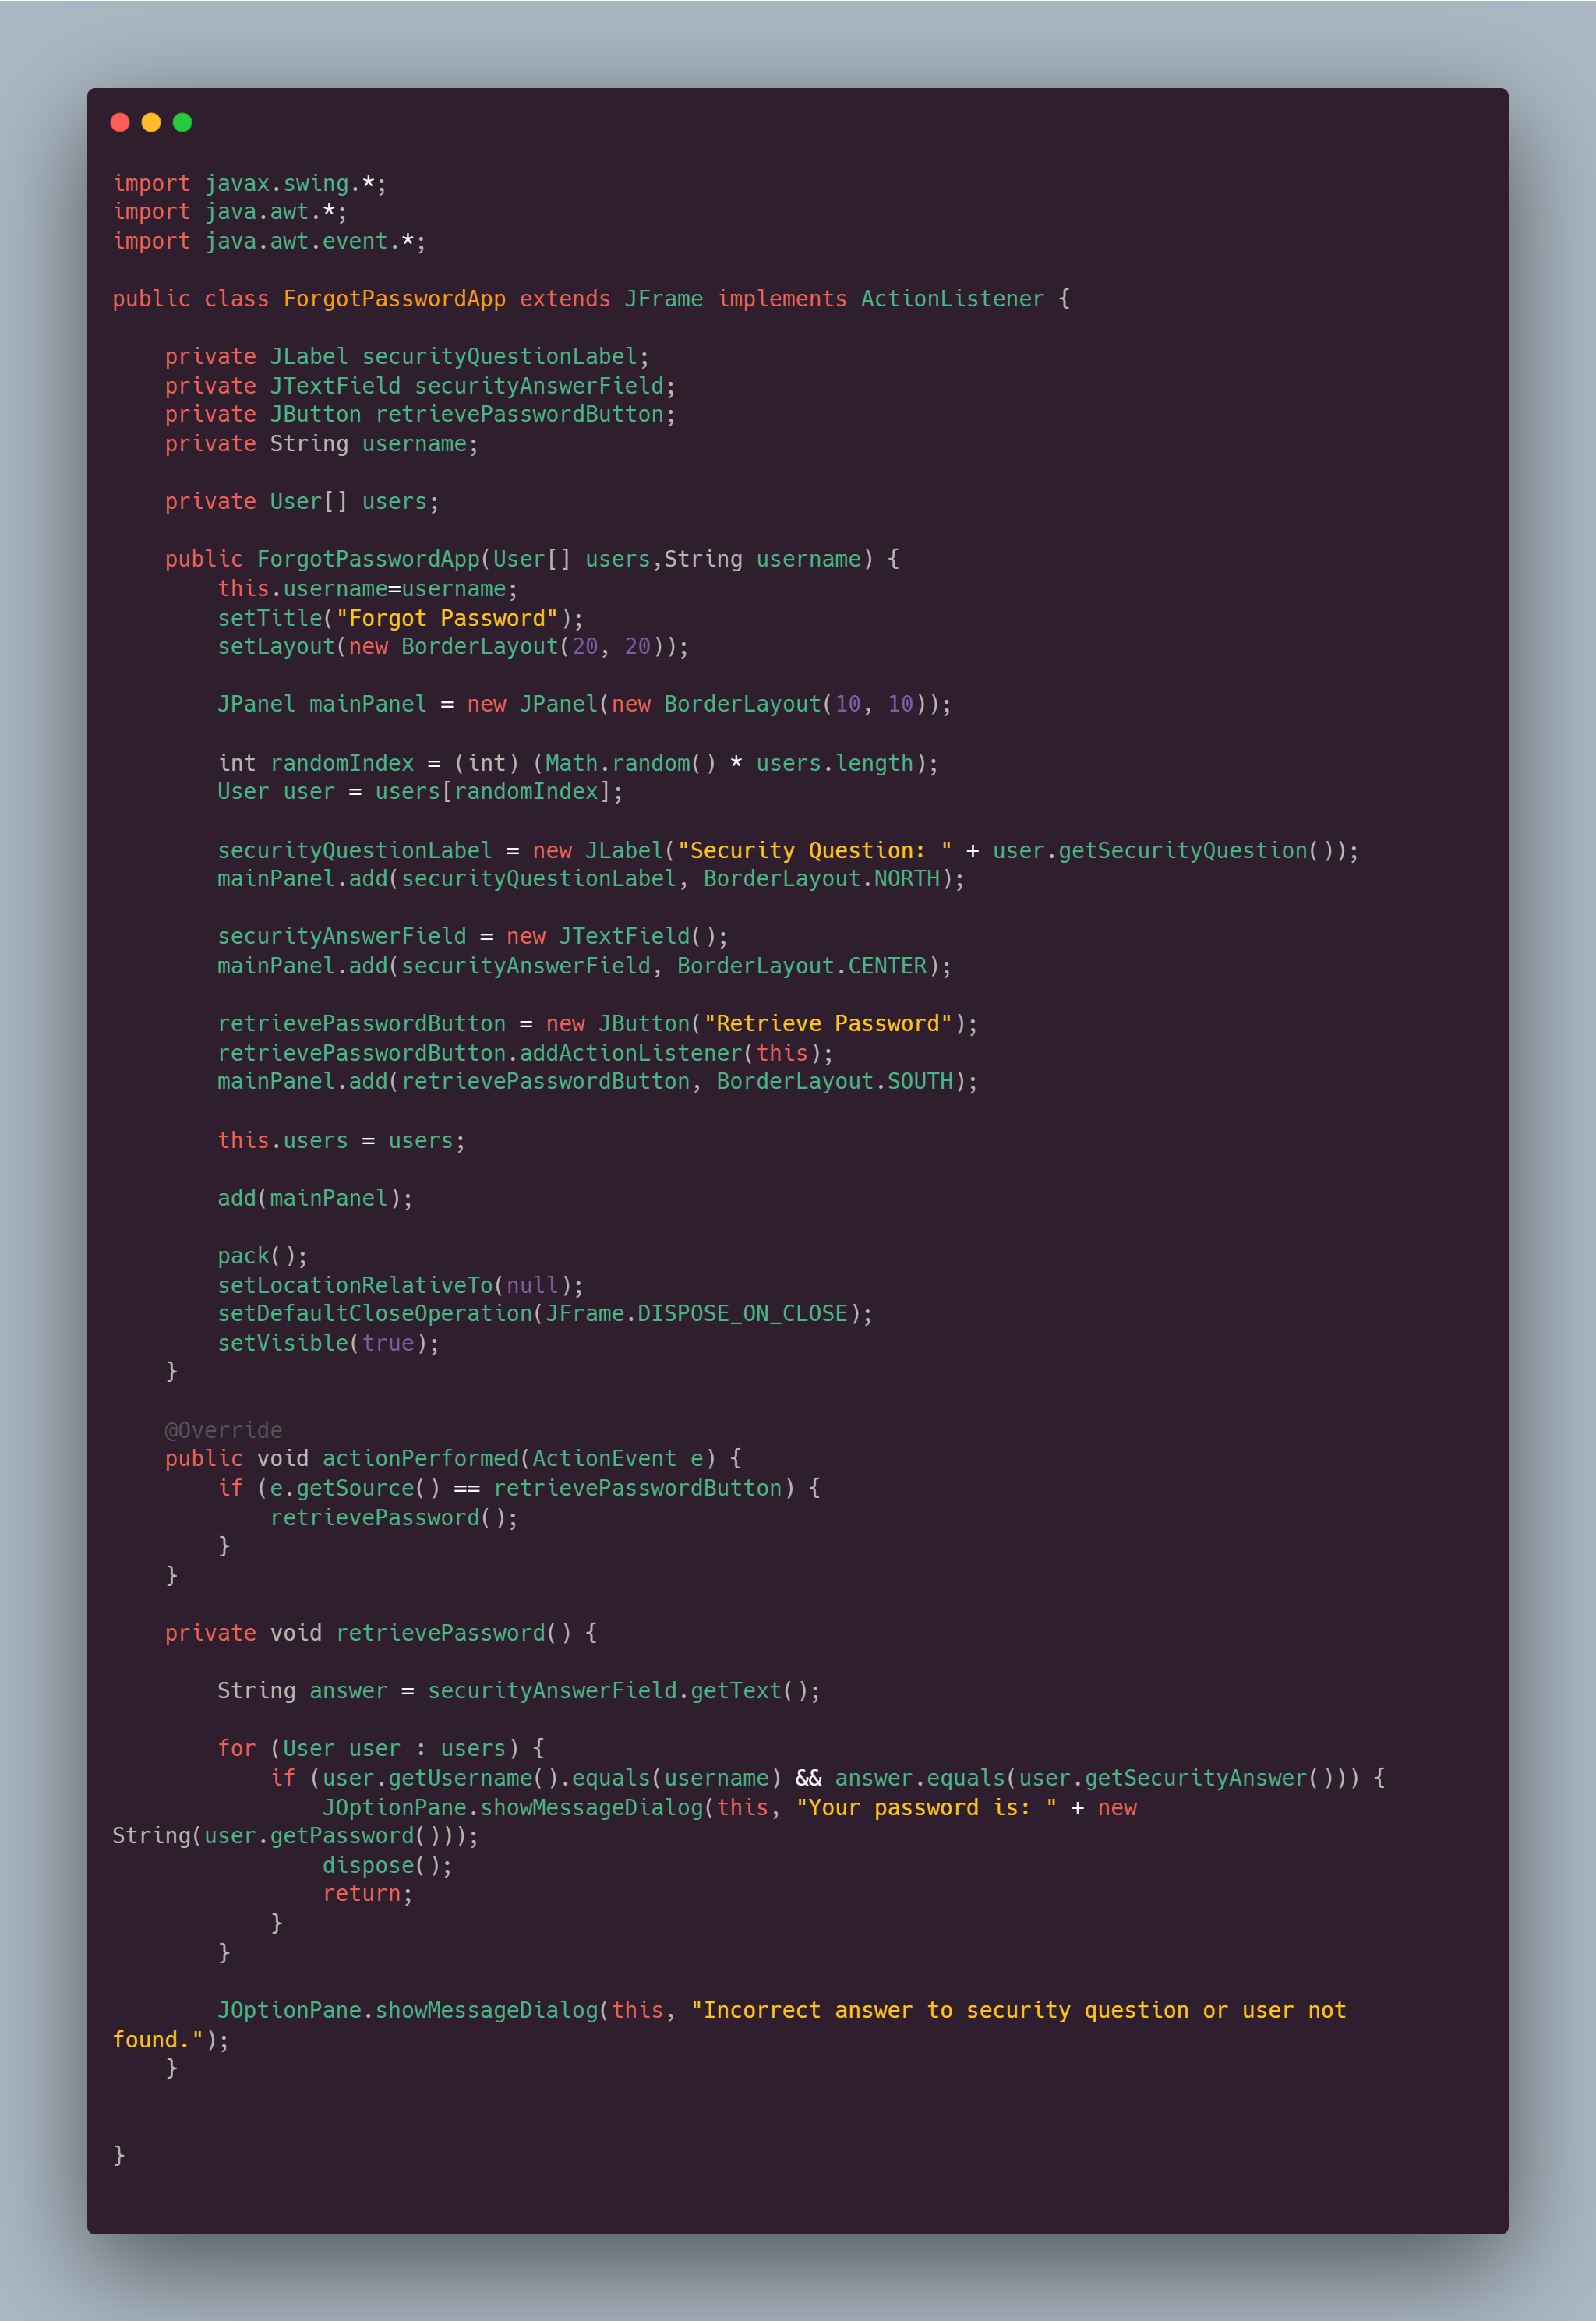 import javax.swing.*;
import java.awt.*;
import java.awt.event.*;

public class ForgotPasswordApp extends JFrame implements ActionListener {

    private JLabel securityQuestionLabel;
    private JTextField securityAnswerField;
    private JButton retrievePasswordButton;
    private String username;

    private User[] users;

    public ForgotPasswordApp(User[] users,String username) {
        this.username=username;
        setTitle("Forgot Password");
        setLayout(new BorderLayout(20, 20));

        JPanel mainPanel = new JPanel(new BorderLayout(10, 10));

        int randomIndex = (int) (Math.random() * users.length);
        User user = users[randomIndex];

        securityQuestionLabel = new JLabel("Security Question: " + user.getSecurityQuestion());
        mainPanel.add(securityQuestionLabel, BorderLayout.NORTH);

        securityAnswerField = new JTextField();
        mainPanel.add(securityAnswerField, BorderLayout.CENTER);

        retrievePasswordButton = new JButton("Retrieve Password");
        retrievePasswordButton.addActionListener(this);
        mainPanel.add(retrievePasswordButton, BorderLayout.SOUTH);

        this.users = users;

        add(mainPanel);

        pack();
        setLocationRelativeTo(null);
        setDefaultCloseOperation(JFrame.DISPOSE_ON_CLOSE);
        setVisible(true);
    }

    @Override
    public void actionPerformed(ActionEvent e) {
        if (e.getSource() == retrievePasswordButton) {
            retrievePassword();
        }
    }

    private void retrievePassword() {

        String answer = securityAnswerField.getText();

        for (User user : users) {
            if (user.getUsername().equals(username) && answer.equals(user.getSecurityAnswer())) {
                JOptionPane.showMessageDialog(this, "Your password is: " + new
String(user.getPassword()));
                dispose();
                return;
            }
        }

        JOptionPane.showMessageDialog(this, "Incorrect answer to security question or user not
found.");
    }


}